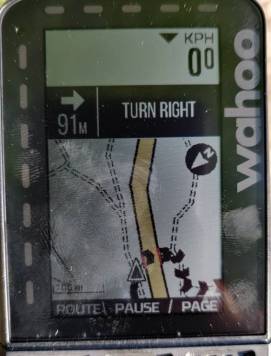 KPH
0⁰
wahoo
TURN RIGHT
91M
ROUTE PAUSE / PAGE